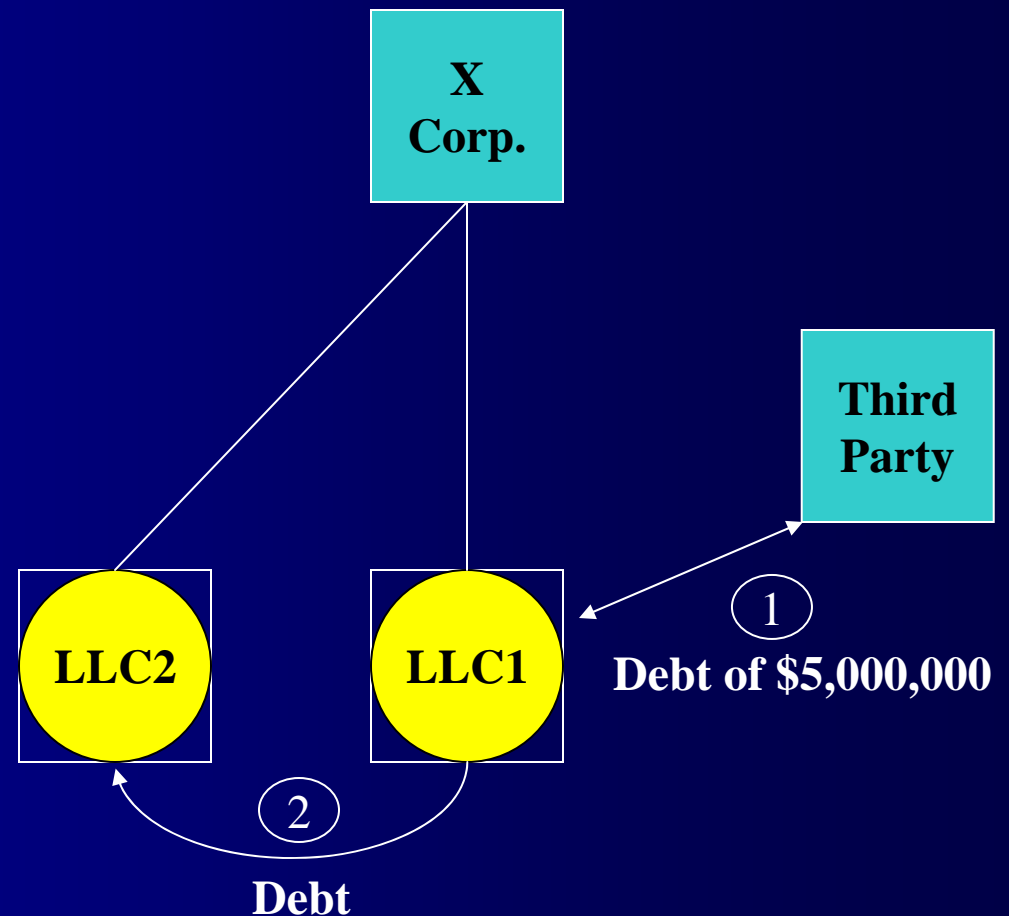 X
Corp.
Third
Party
LLC2
LLC1
1
Debt of $5,000,000
2
Debt